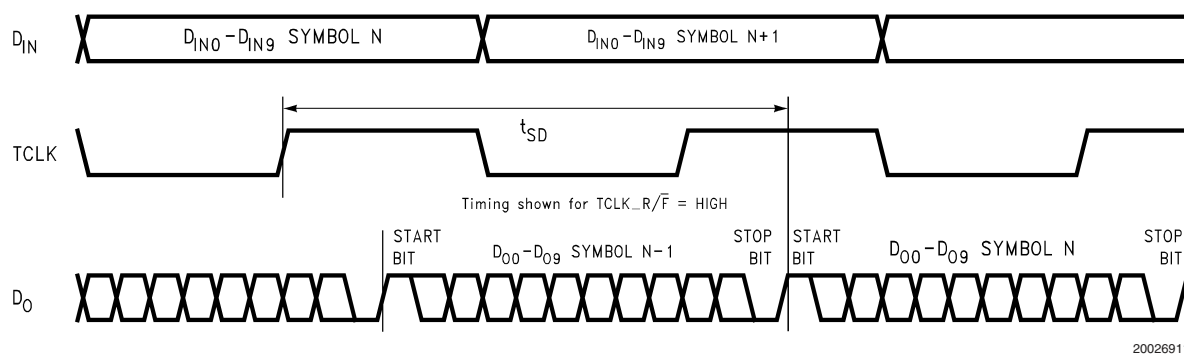 D_IN
D_IN0-D_IN9 SYMBOL N
D_IN0-D_IN9 SYMBOL N+1
t_SD
TCLK
Timing shown for TCLK_R/F̅ = HIGH
START BIT
D_O0-D_O9 SYMBOL N-1
STOP BIT
START BIT
D_O0-D_O9 SYMBOL N
STOP BIT
D_O
2002691